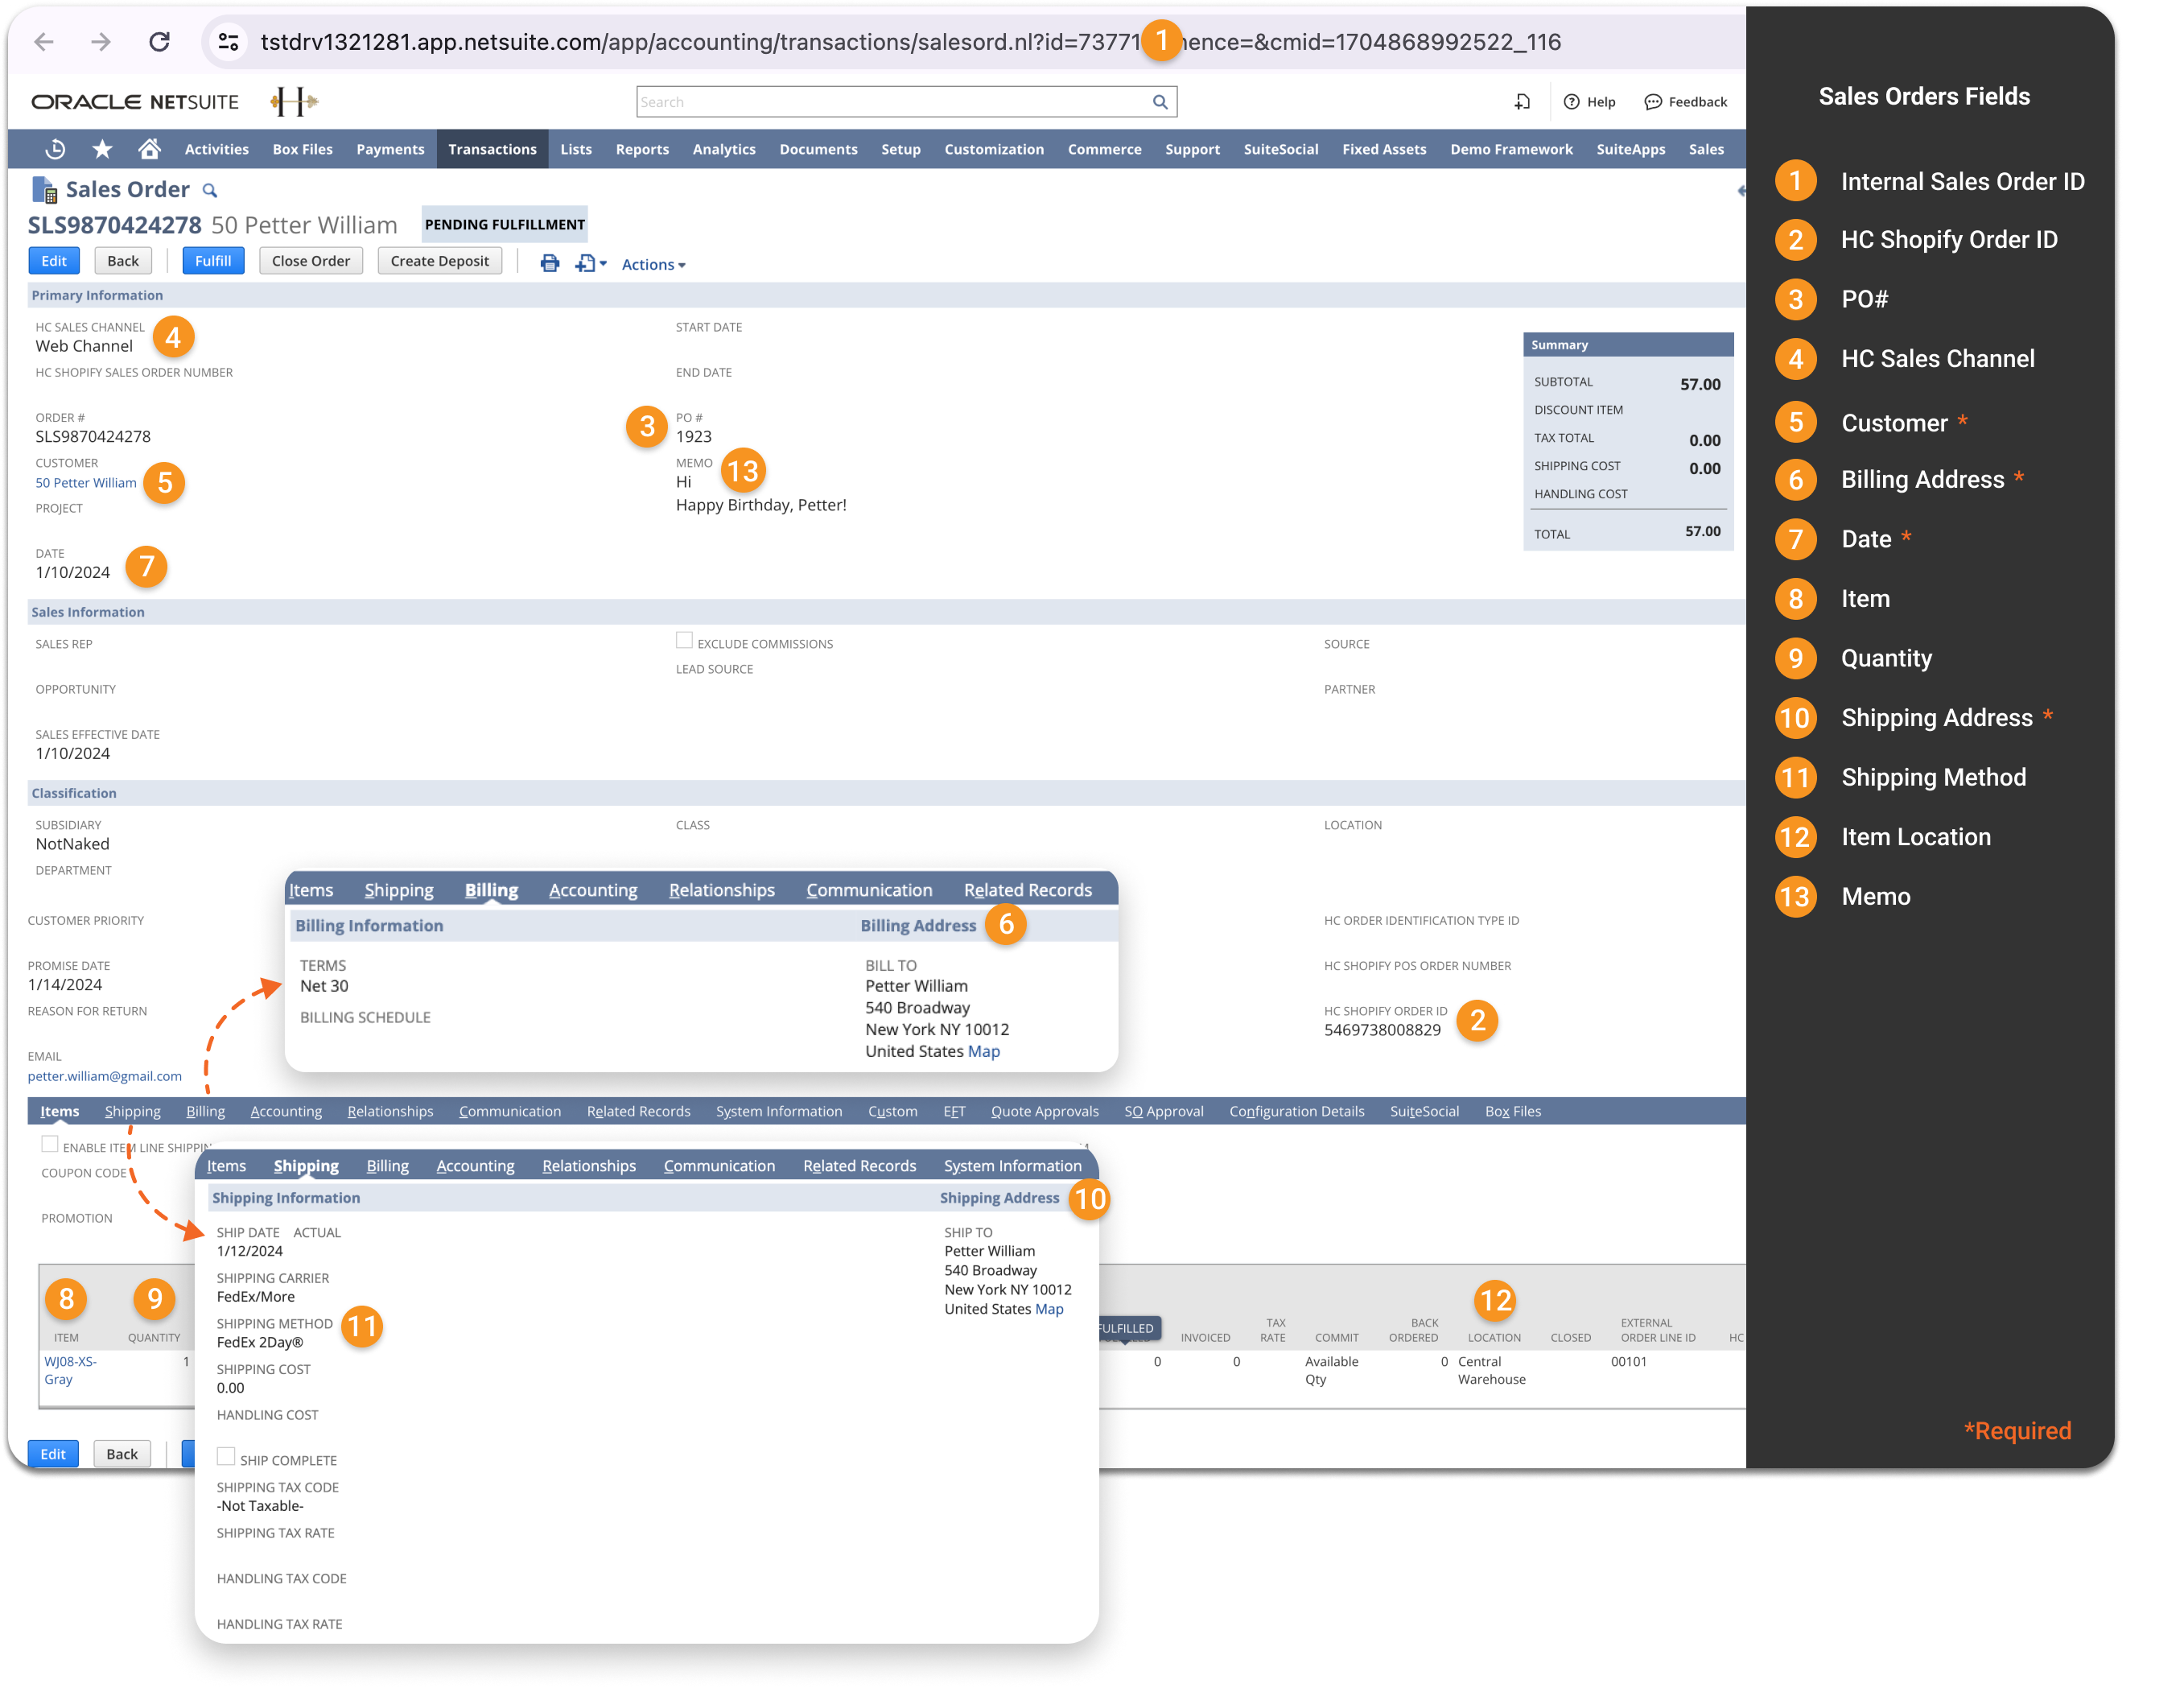 tstdrv1321281.app.netsuite.com/app/accounting/transactions/salesord.nl?id=73771 1 hence=&cmid=1704868992522_116
ORACLE NETSUITE
H
Search
Help
Feedback
Activities
Box Files
Payments
Transactions
Lists
Reports
Analytics
Documents
Setup
Customization
Commerce
Support
SuiteSocial
Fixed Assets
Demo Framework
SuiteApps
Sales
Sales Order
SLS9870424278 50 Petter William PENDING FULFILLMENT
Edit
Back
Fulfill
Close Order
Create Deposit
Actions
Primary Information
HC SALES CHANNEL
Web Channel
4
HC SHOPIFY SALES ORDER NUMBER
ORDER #
SLS9870424278
CUSTOMER
50 Petter William
5
PROJECT
DATE
1/10/2024
7
START DATE
END DATE
3
PO #
1923
MEMO
13
Hi
Happy Birthday, Petter!
Summary
SUBTOTAL 57.00
DISCOUNT ITEM
TAX TOTAL 0.00
SHIPPING COST 0.00
HANDLING COST
TOTAL 57.00
Sales Information
SALES REP
OPPORTUNITY
SALES EFFECTIVE DATE
1/10/2024
EXCLUDE COMMISSIONS
LEAD SOURCE
SOURCE
PARTNER
Classification
SUBSIDIARY
NotNaked
DEPARTMENT
CLASS
LOCATION
CUSTOMER PRIORITY
PROMISE DATE
1/14/2024
REASON FOR RETURN
EMAIL
petter.william@gmail.com
HC ORDER IDENTIFICATION TYPE ID
HC SHOPIFY POS ORDER NUMBER
HC SHOPIFY ORDER ID
5469738008829
2
Items
Shipping
Billing
Accounting
Relationships
Communication
Related Records
Billing Information
Billing Address
6
TERMS
Net 30
BILLING SCHEDULE
BILL TO
Petter William
540 Broadway
New York NY 10012
United States Map
Items
Shipping
Billing
Accounting
Relationships
Communication
Related Records
System Information
Custom
EFT
Quote Approvals
SO Approval
Configuration Details
SuiteSocial
Box Files
ENABLE ITEM LINE SHIPPIN
COUPON CODE
PROMOTION
Items
Shipping
Billing
Accounting
Relationships
Communication
Related Records
System Information
Shipping Information
Shipping Address
10
SHIP DATE ACTUAL
1/12/2024
SHIPPING CARRIER
FedEx/More
SHIPPING METHOD
FedEx 2Day®
11
SHIPPING COST
0.00
HANDLING COST
SHIP COMPLETE
SHIPPING TAX CODE
-Not Taxable-
SHIPPING TAX RATE
HANDLING TAX CODE
HANDLING TAX RATE
SHIP TO
Petter William
540 Broadway
New York NY 10012
United States Map
8
9
12
ITEM
QUANTITY
FULFILLED
INVOICED
TAX RATE
COMMIT
BACK ORDERED
LOCATION
CLOSED
EXTERNAL ORDER LINE ID
HC
WJ08-XS-
Gray
1
0
0
Available
Qty
0
Central
Warehouse
00101
Edit
Back
Sales Orders Fields
1 Internal Sales Order ID
2 HC Shopify Order ID
3 PO#
4 HC Sales Channel
5 Customer *
6 Billing Address *
7 Date *
8 Item
9 Quantity
10 Shipping Address *
11 Shipping Method
12 Item Location
13 Memo
*Required